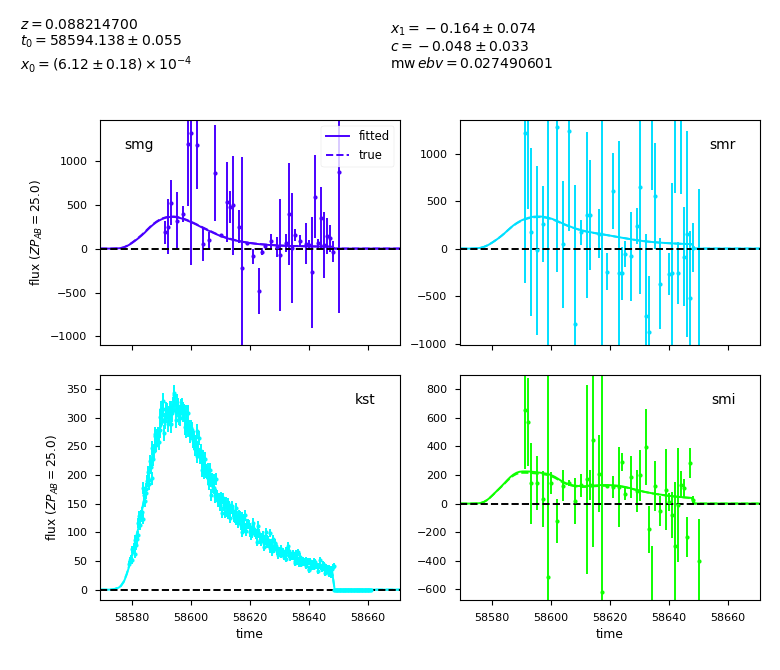 z = 0.088214700
t₀ = 58594.138 ± 0.055
x₀ = (6.12 ± 0.18) × 10⁻⁴
x₁ = −0.164 ± 0.074
c = −0.048 ± 0.033
mw ebv = 0.027490601
smg
fitted
true
flux (ZP_AB = 25.0)
1000
500
0
−500
−1000
smr
1000
500
0
−500
−1000
kst
flux (ZP_AB = 25.0)
350
300
250
200
150
100
50
0
58580 58600 58620 58640 58660
time
smi
800
600
400
200
0
−200
−400
−600
58580 58600 58620 58640 58660
time